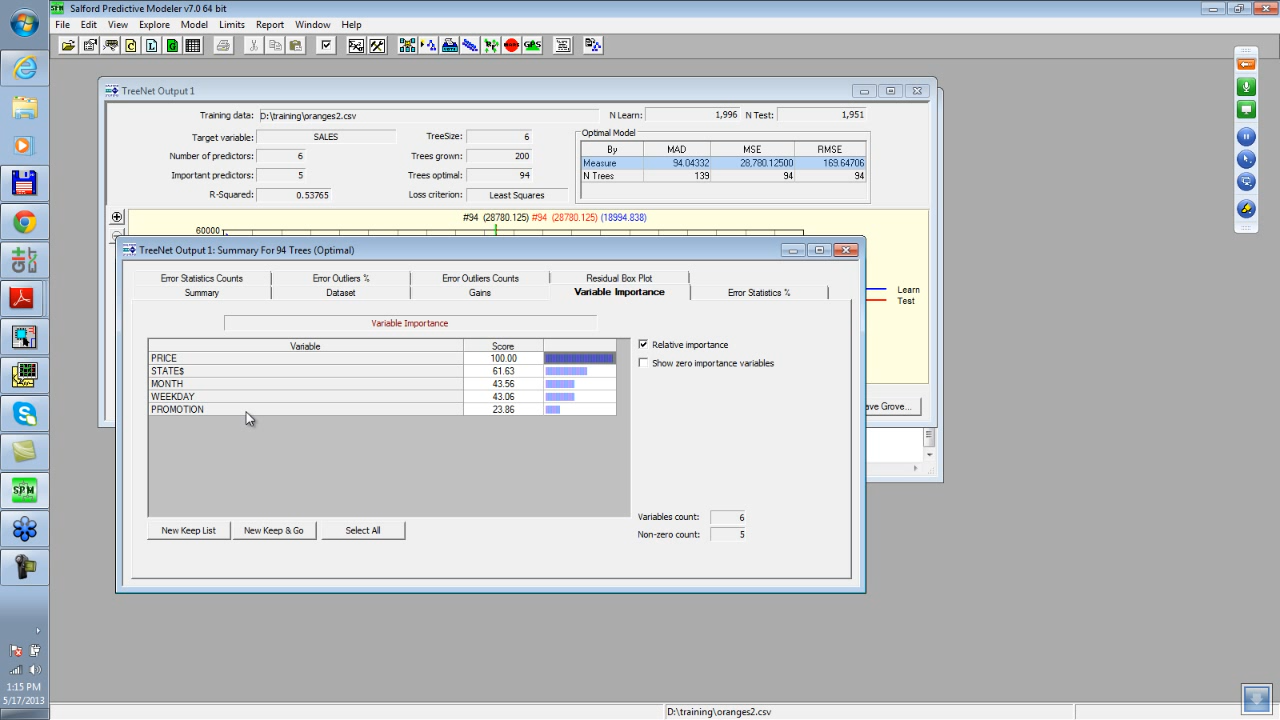 Salford Predictive Modeler v7.0 64 bit
File Edit View Explore Model Limits Report Window Help
TreeNet Output 1
Training data: D:\training\oranges2.csv N Learn: 1,996 N Test: 1,951
Target variable: SALES TreeSize: 6 Optimal Model
Number of predictors: 6 Trees grown: 200 By MAD MSE RMSE
Important predictors: 5 Trees optimal: 94 Measure 94.04332 28,780.12500 169.64706
R-Squared: 0.53765 Loss criterion: Least Squares N Trees 139 94 94
#94 (28780.125) #94 (28780.125) (18994.838)
60000
TreeNet Output 1: Summary For 94 Trees (Optimal)
Error Statistics Counts Error Outliers % Error Outliers Counts Residual Box Plot
Summary Dataset Gains Variable Importance Error Statistics %
Learn
Test
Variable Importance
Variable Score
PRICE 100.00
STATE$ 61.63
MONTH 43.56
WEEKDAY 43.06
PROMOTION 23.86
Relative importance
Show zero importance variables
ave Grove...
Variables count: 6
Non-zero count: 5
New Keep List New Keep & Go Select All
1:15 PM
5/17/2013
D:\training\oranges2.csv